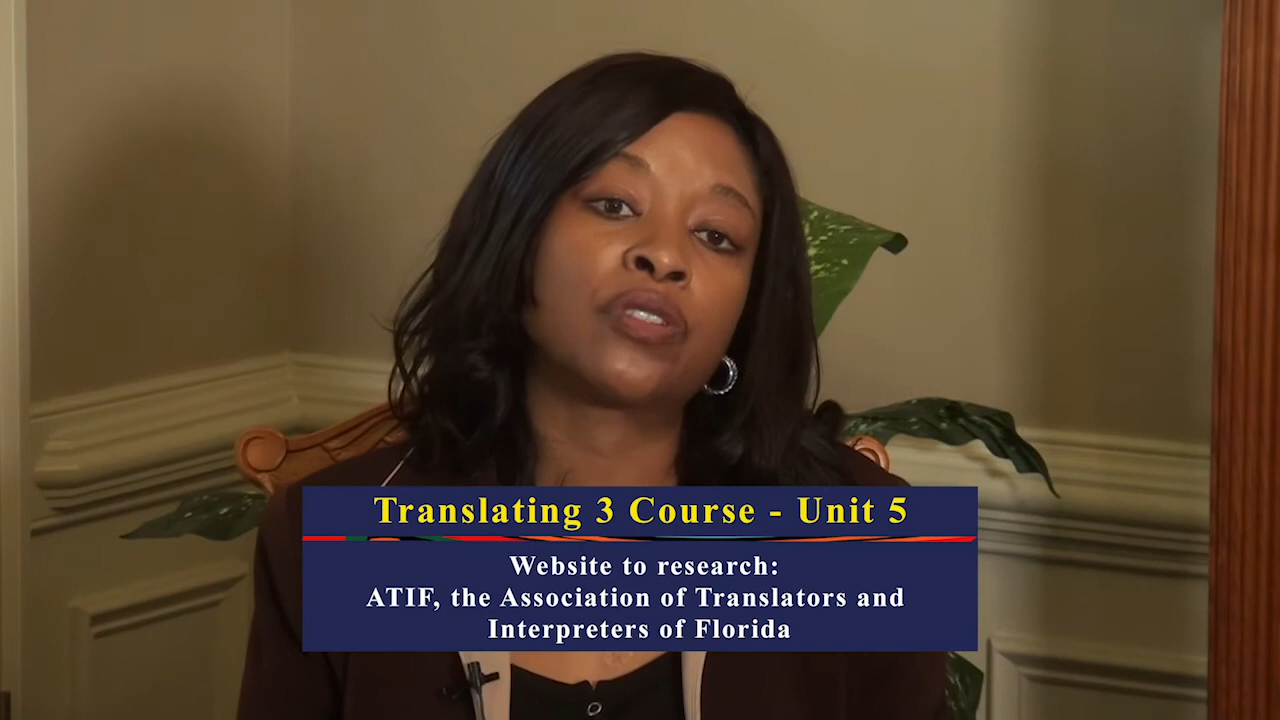 Translating 3 Course - Unit 5
Website to research:
ATIF, the Association of Translators and
Interpreters of Florida